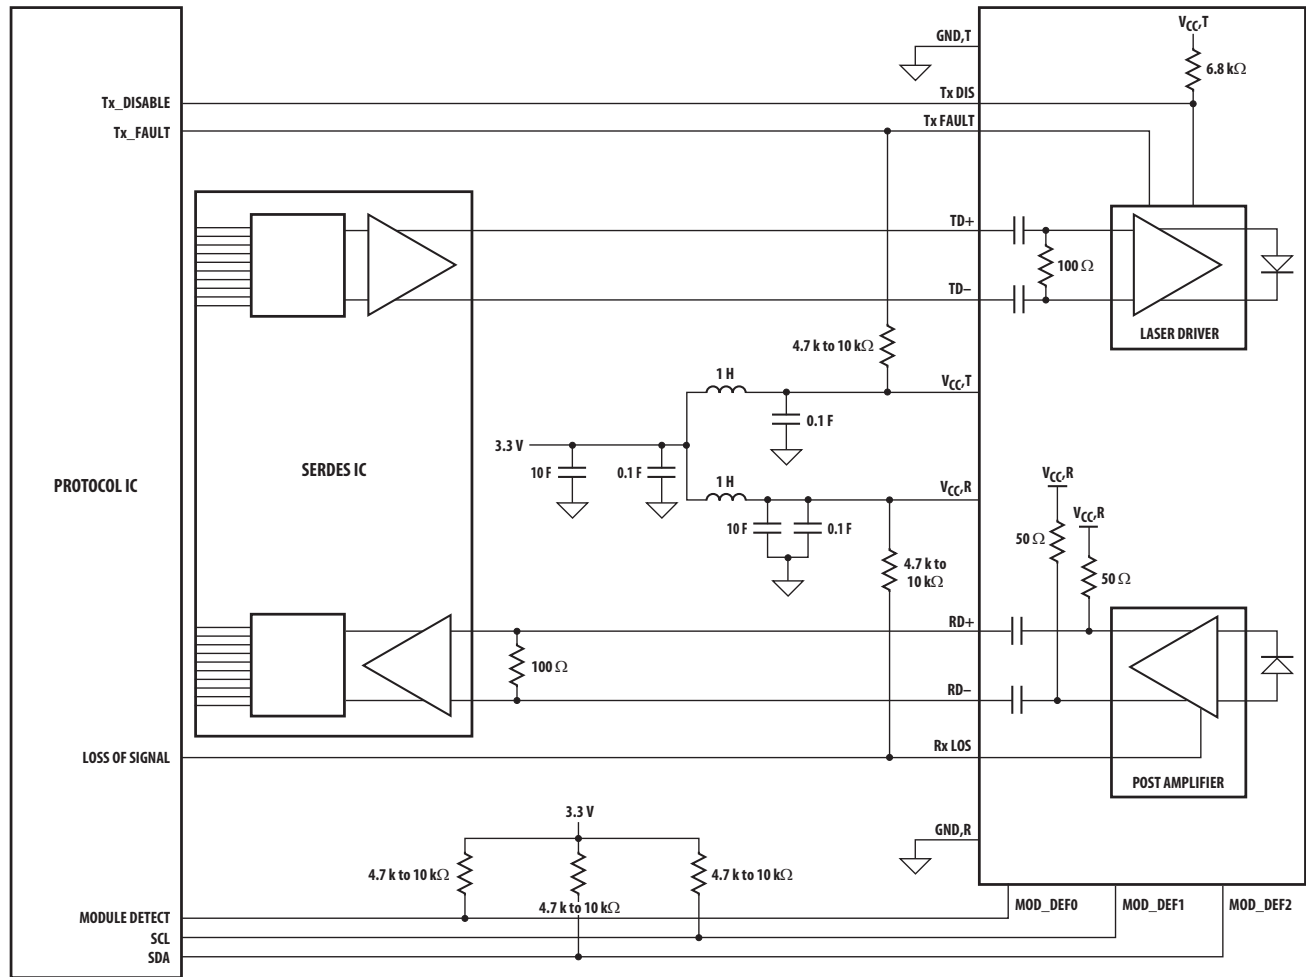 GND,T
VCC,T
6.8 kΩ
Tx_DISABLE
Tx DIS
Tx_FAULT
Tx FAULT
TD+
100 Ω
TD–
LASER DRIVER
4.7 k to 10 kΩ
1 H
VCC,T
0.1 F
3.3 V
10 F
0.1 F
SERDES IC
PROTOCOL IC
1 H
VCC,R
10 F
0.1 F
VCC,R
VCC,R
50 Ω
50 Ω
4.7 k to
10 kΩ
RD+
100 Ω
RD–
LOSS OF SIGNAL
Rx LOS
POST AMPLIFIER
3.3 V
GND,R
4.7 k to 10 kΩ
4.7 k to 10 kΩ
4.7 k to 10 kΩ
MODULE DETECT
MOD_DEF0
MOD_DEF1
MOD_DEF2
SCL
SDA